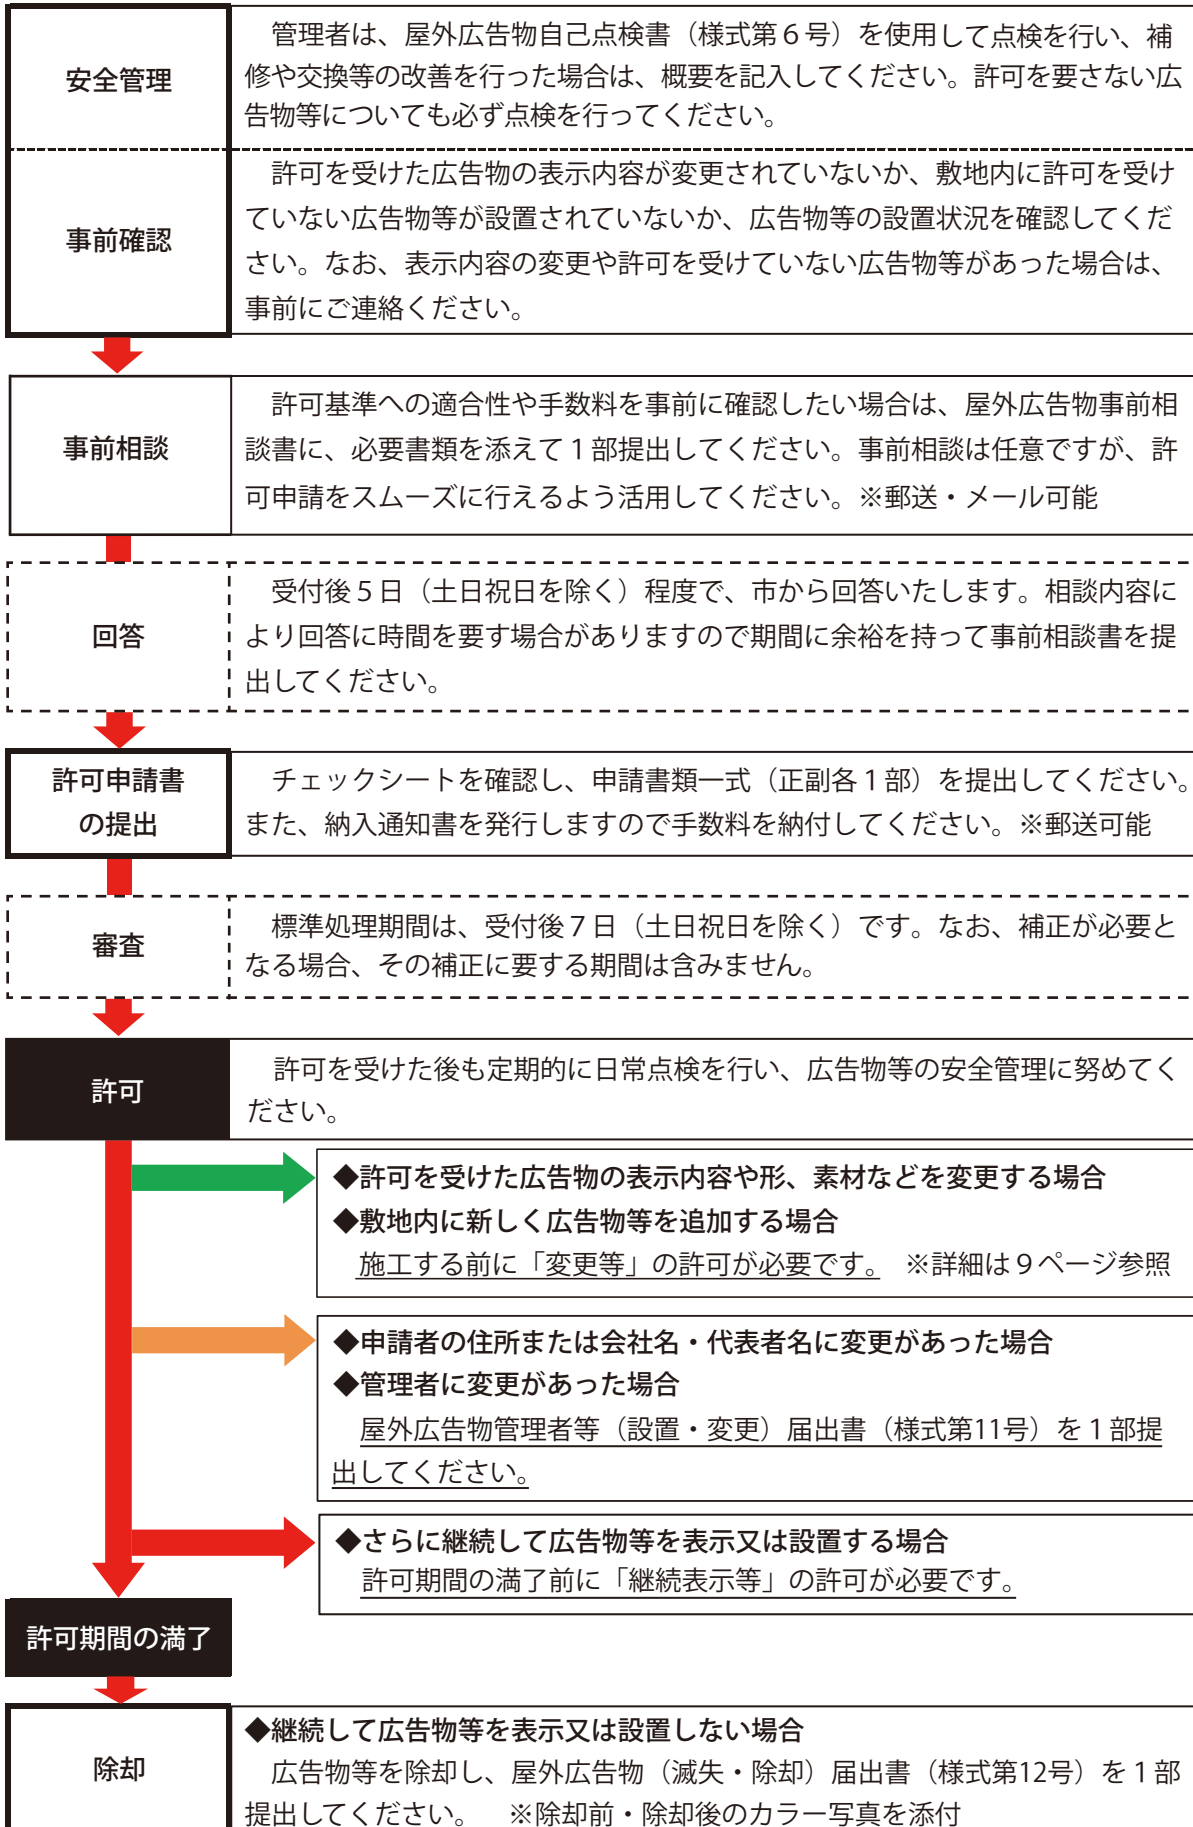 安全管理
　管理者は、屋外広告物自己点検書（様式第６号）を使用して点検を行い、補
修や交換等の改善を行った場合は、概要を記入してください。許可を要さない広
告物等についても必ず点検を行ってください。
事前確認
　許可を受けた広告物の表示内容が変更されていないか、敷地内に許可を受け
ていない広告物等が設置されていないか、広告物等の設置状況を確認してくだ
さい。なお、表示内容の変更や許可を受けていない広告物等があった場合は、
事前にご連絡ください。
事前相談
　許可基準への適合性や手数料を事前に確認したい場合は、屋外広告物事前相
談書に、必要書類を添えて１部提出してください。事前相談は任意ですが、許
可申請をスムーズに行えるよう活用してください。※郵送・メール可能
回答
　受付後５日（土日祝日を除く）程度で、市から回答いたします。相談内容に
より回答に時間を要す場合がありますので期間に余裕を持って事前相談書を提
出してください。
許可申請書
の提出
　チェックシートを確認し、申請書類一式（正副各１部）を提出してください。
また、納入通知書を発行しますので手数料を納付してください。※郵送可能
審査
　標準処理期間は、受付後７日（土日祝日を除く）です。なお、補正が必要と
なる場合、その補正に要する期間は含みません。
許可
　許可を受けた後も定期的に日常点検を行い、広告物等の安全管理に努めてく
ださい。
◆許可を受けた広告物の表示内容や形、素材などを変更する場合
◆敷地内に新しく広告物等を追加する場合
　施工する前に「変更等」の許可が必要です。　※詳細は９ページ参照
◆申請者の住所または会社名・代表者名に変更があった場合
◆管理者に変更があった場合
　屋外広告物管理者等（設置・変更）届出書（様式第11号）を１部提
出してください。
◆さらに継続して広告物等を表示又は設置する場合
　許可期間の満了前に「継続表示等」の許可が必要です。
許可期間の満了
除却
◆継続して広告物等を表示又は設置しない場合
　広告物等を除却し、屋外広告物（滅失・除却）届出書（様式第12号）を１部
提出してください。　※除却前・除却後のカラー写真を添付